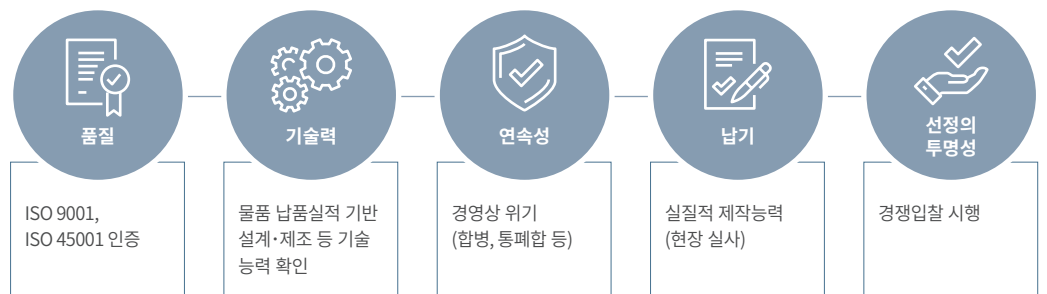 품질
기술력
연속성
납기
선정의
투명성
ISO 9001,
ISO 45001 인증
물품 납품실적 기반
설계·제조 등 기술
능력 확인
경영상 위기
(합병, 통폐합 등)
실질적 제작능력
(현장 실사)
경쟁입찰 시행